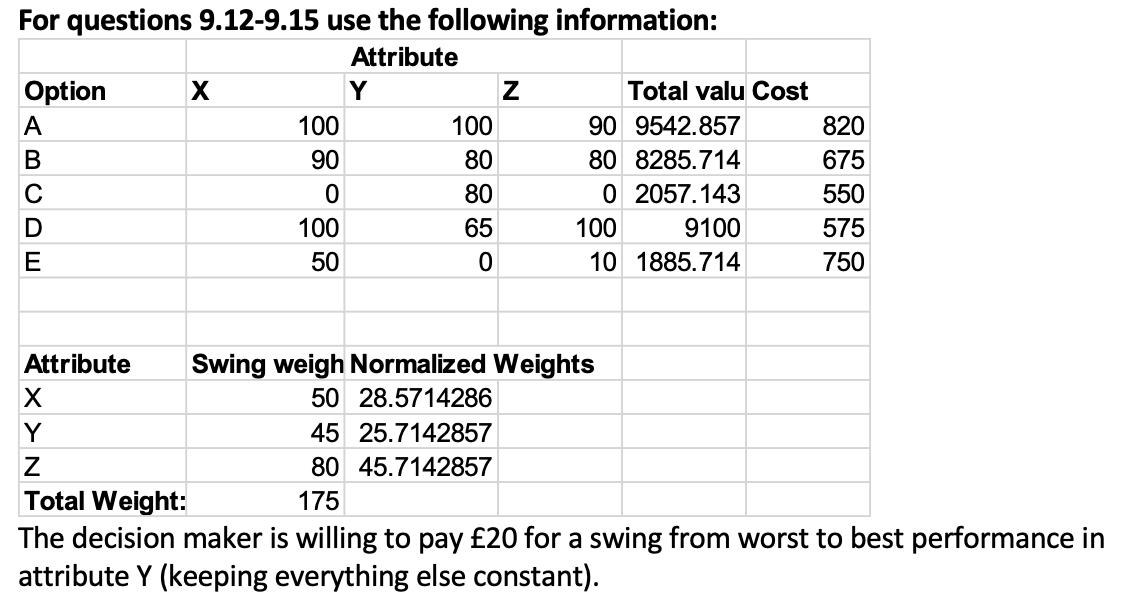 For questions 9.12-9.15 use the following information:
Attribute
Option X Y Z Total valu Cost
A 100 100 90 9542.857 820
B 90 80 80 8285.714 675
C 0 80 0 2057.143 550
D 100 65 100 9100 575
E 50 0 10 1885.714 750
Attribute Swing weigh Normalized Weights
X 50 28.5714286
Y 45 25.7142857
Z 80 45.7142857
Total Weight: 175
The decision maker is willing to pay £20 for a swing from worst to best performance in
attribute Y (keeping everything else constant).